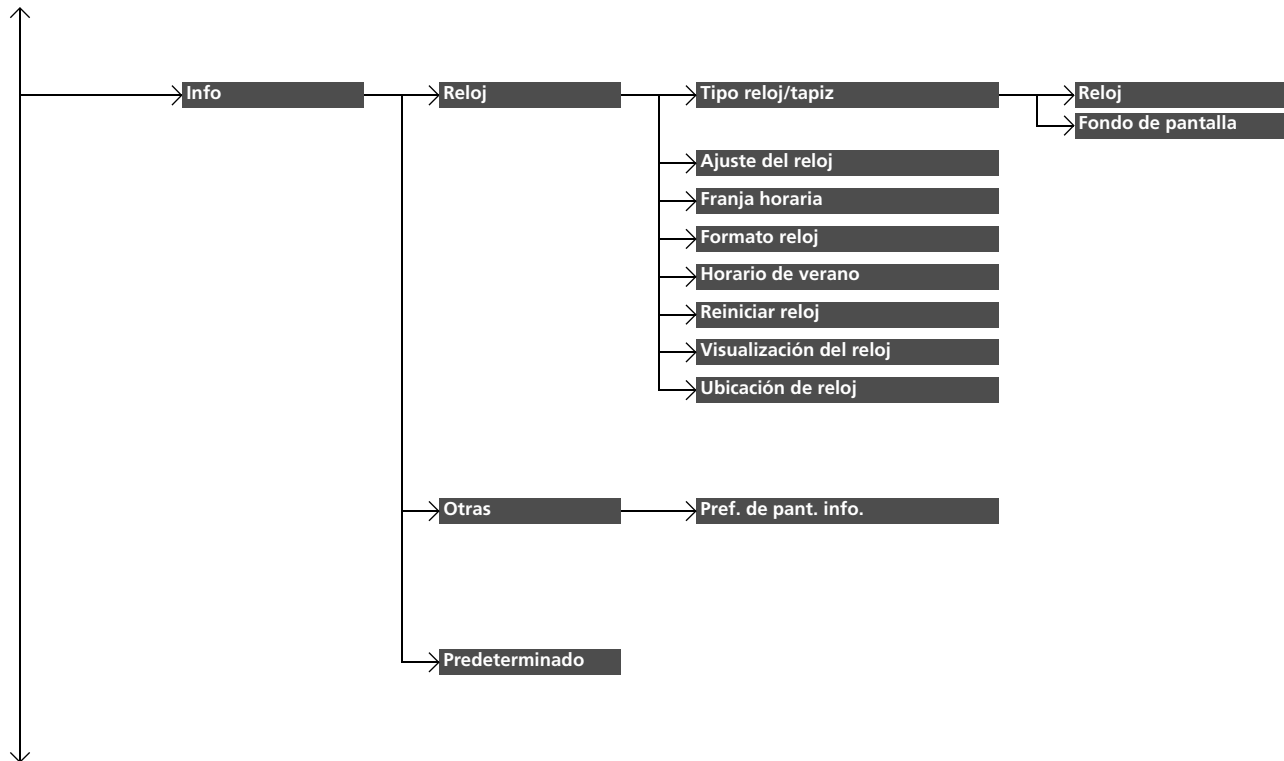 Info
Reloj
Tipo reloj/tapiz
Reloj
Fondo de pantalla
Ajuste del reloj
Franja horaria
Formato reloj
Horario de verano
Reiniciar reloj
Visualización del reloj
Ubicación de reloj
Otras
Pref. de pant. info.
Predeterminado